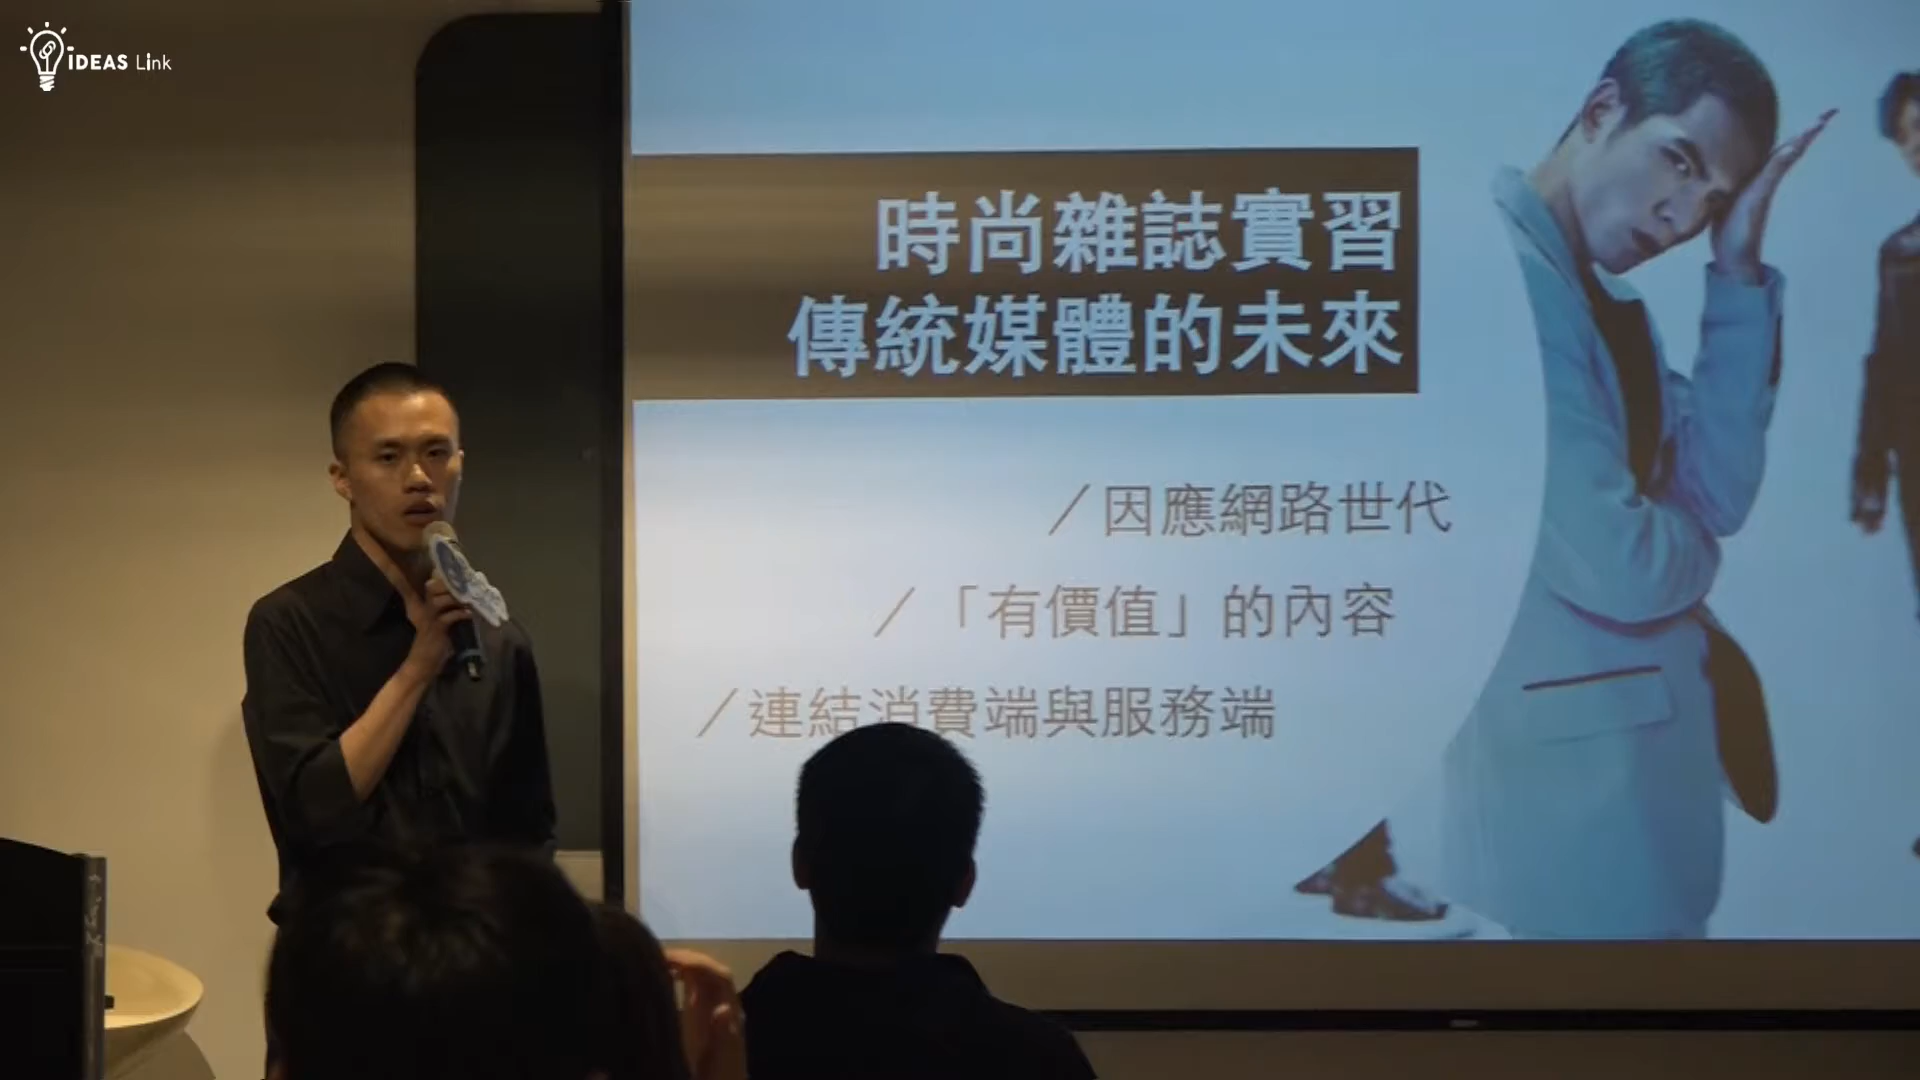 IDEAS Link
時尚雜誌實習
傳統媒體的未來
／因應網路世代
／「有價值」的內容
／連結消費端與服務端